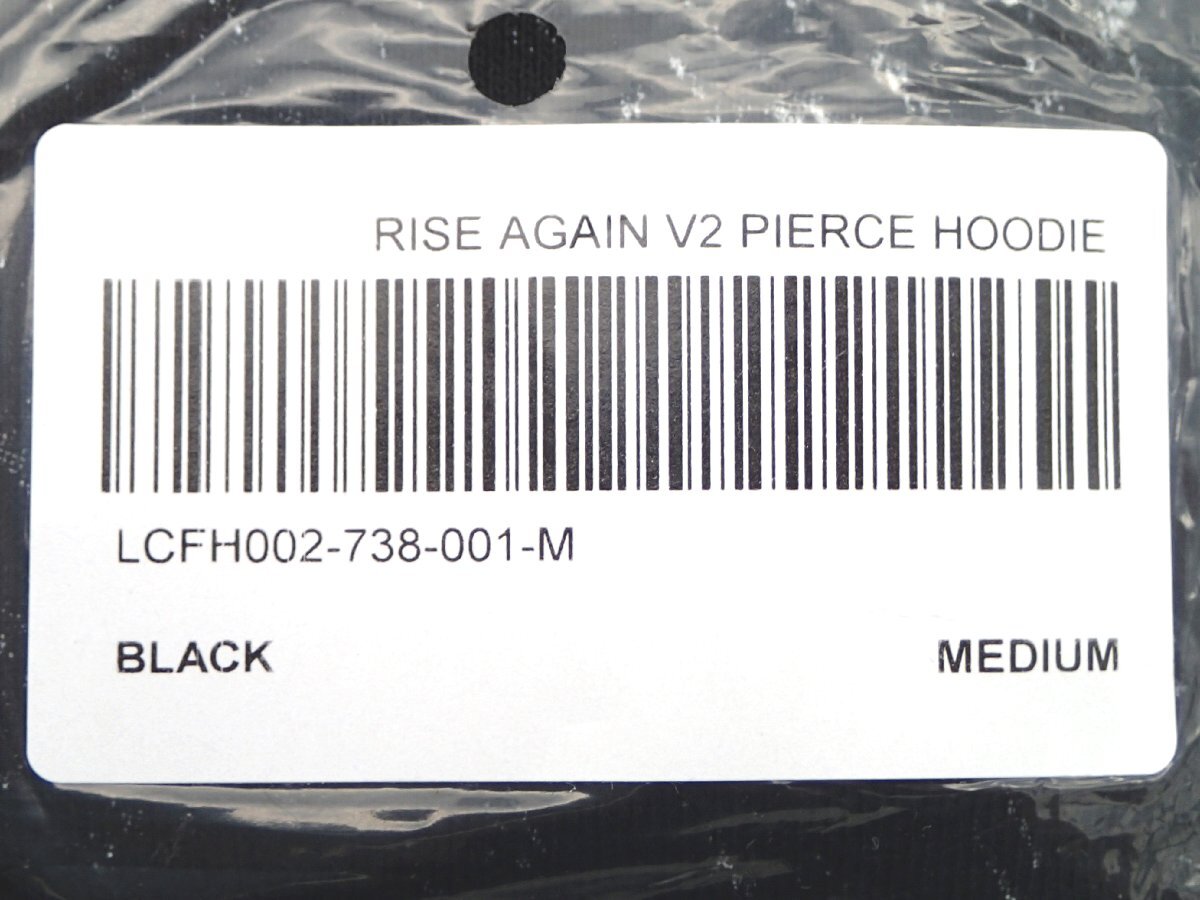 RISE AGAIN V2 PIERCE HOODIE
LCFH002-738-001-M
BLACK
MEDIUM